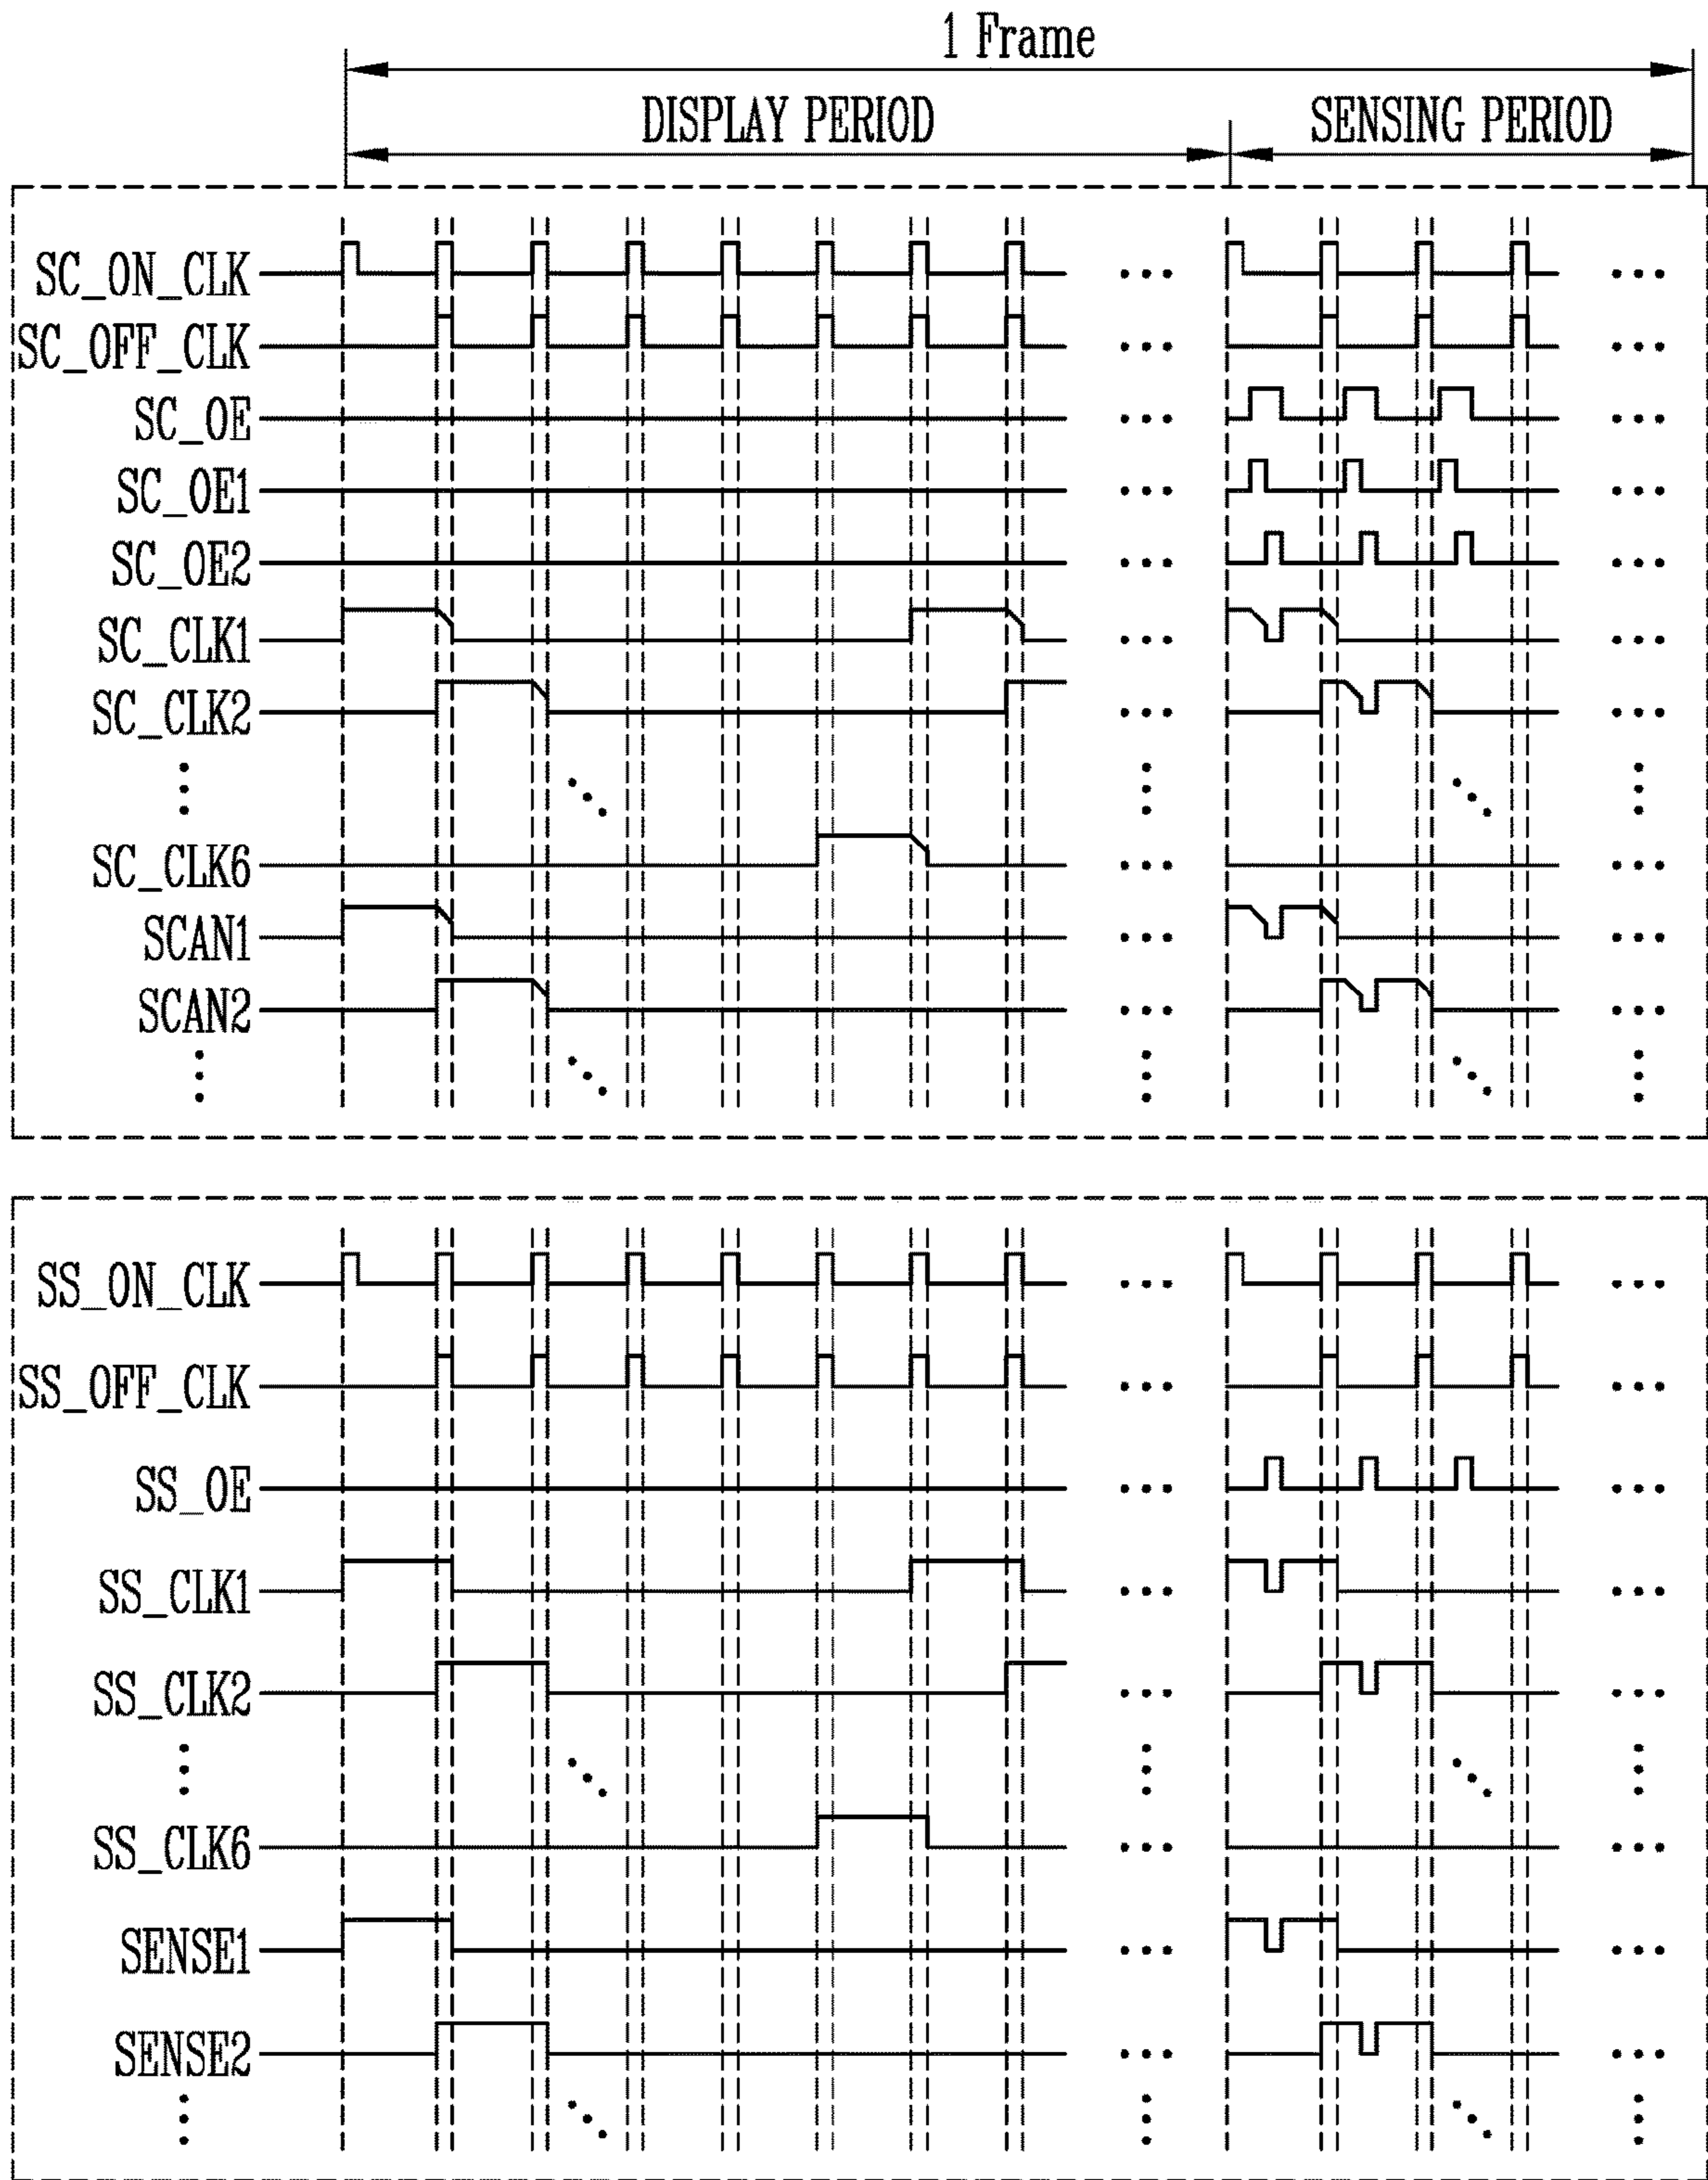 1 Frame
DISPLAY PERIOD
SENSING PERIOD
SC_ON_CLK
SC_OFF_CLK
SC_OE
SC_OE1
SC_OE2
SC_CLK1
SC_CLK2
SC_CLK6
SCAN1
SCAN2
SS_ON_CLK
SS_OFF_CLK
SS_OE
SS_CLK1
SS_CLK2
SS_CLK6
SENSE1
SENSE2